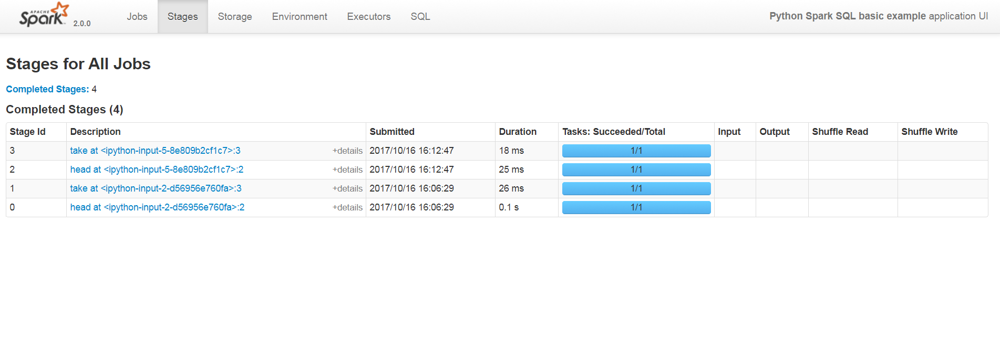 APACHE Spark 2.0.0 Jobs Stages Storage Environment Executors SQL Python Spark SQL basic example application UI
Stages for All Jobs
Completed Stages: 4
Completed Stages (4)
Stage Id Description Submitted Duration Tasks: Succeeded/Total Input Output Shuffle Read Shuffle Write
3 take at <ipython-input-5-8e809b2cf1c7>:3 +details 2017/10/16 16:12:47 18 ms 1/1
2 head at <ipython-input-5-8e809b2cf1c7>:2 +details 2017/10/16 16:12:47 25 ms 1/1
1 take at <ipython-input-2-d56956e760fa>:3 +details 2017/10/16 16:06:29 26 ms 1/1
0 head at <ipython-input-2-d56956e760fa>:2 +details 2017/10/16 16:06:29 0.1 s 1/1